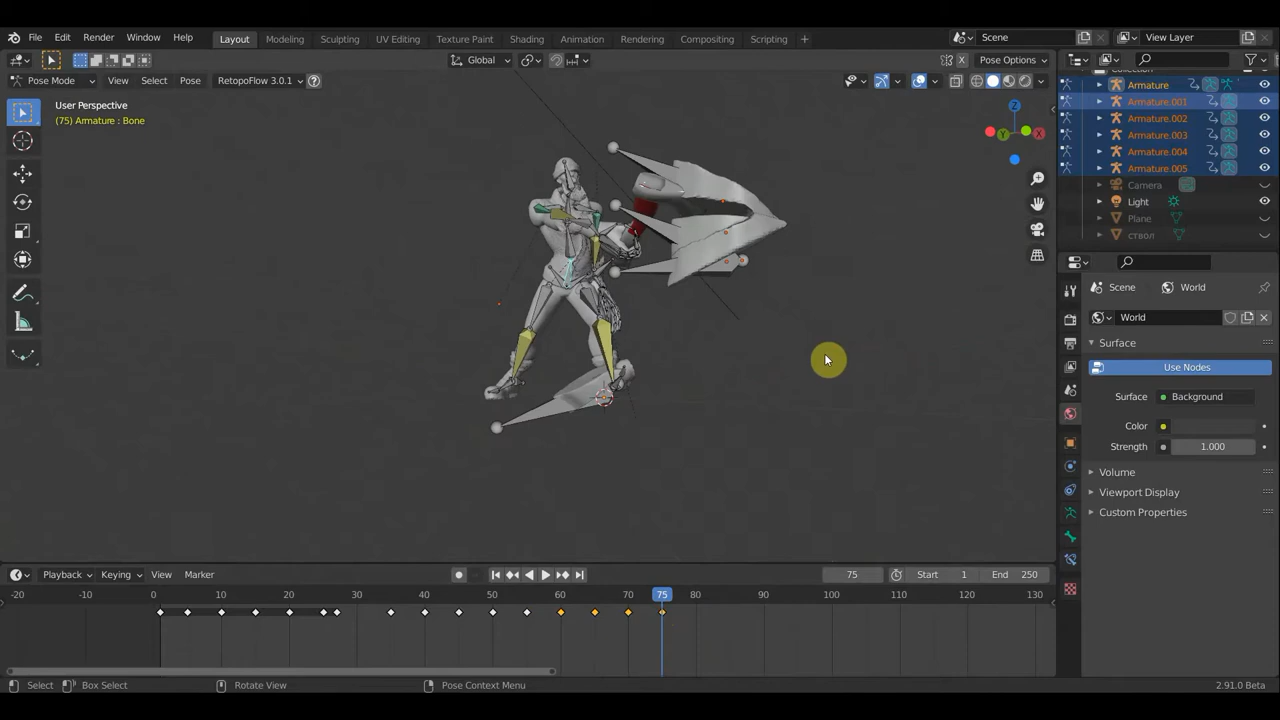 File Edit Render Window Help Layout Modeling Sculpting UV Editing Texture Paint Shading Animation Rendering Compositing Scripting Scene View Layer
Global Pose Options
Pose Mode View Select Pose RetopoFlow 3.0.1
User Perspective
(75) Armature : Bone
Armature
Armature.001
Armature.002
Armature.003
Armature.004
Armature.005
Camera
Light
Plane
ствол
X
Y
Z
Scene World
World
Surface
Use Nodes
Surface Background
Color
Strength 1.000
Volume
Viewport Display
Custom Properties
Playback Keying View Marker 75 Start 1 End 250
-20 0 10 20 30 40 50 60 70 75 80 90 100 110 120 130
Select Box Select Rotate View Pose Context Menu 2.91.0 Beta